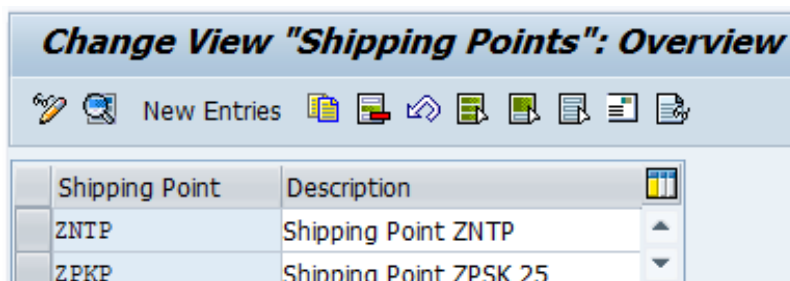 Change View "Shipping Points": Overview
New Entries
Shipping Point Description
ZNTP Shipping Point ZNTP
ZPKP Shipping Point ZPSK 25